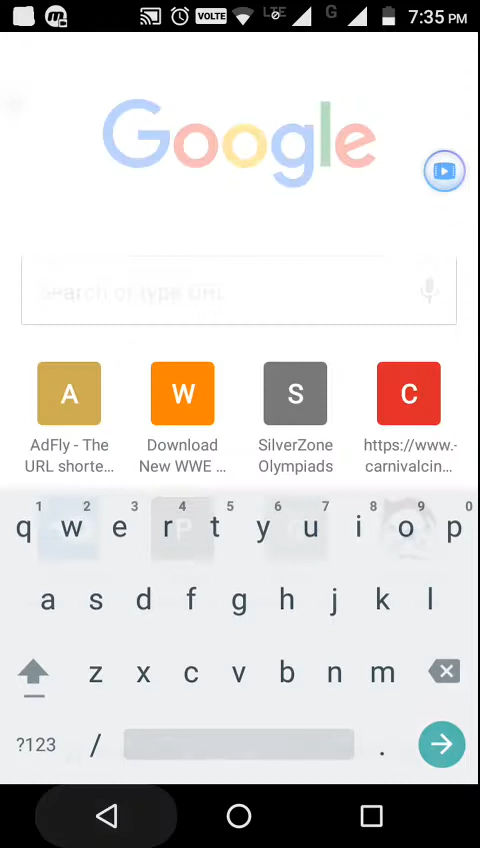 VOLTE LTE G 7:35 PM
Google
Search or type URL
A W S C
AdFly - The Download SilverZone https://www.-
URL shorte... New WWE ... Olympiads carnivalcin...
1 2 3 4 5 6 7 8 9 0
q w e r t y u i o p
a s d f g h j k l
z x c v b n m
?123 / .